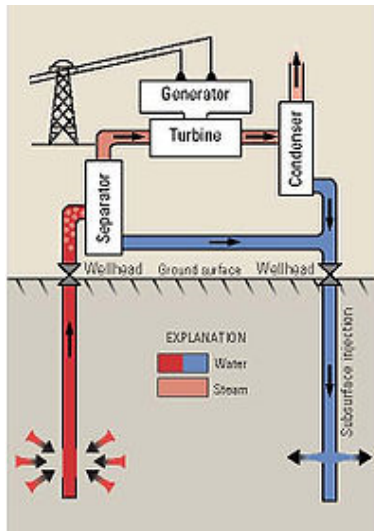 Generator
Turbine
Condenser
Separator
Wellhead
Ground surface
Wellhead
EXPLANATION
Water
Steam
Subsurface injection